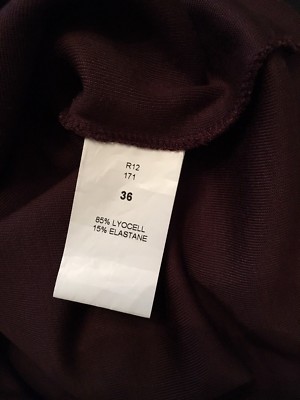 R12
171
36
85% LYOCELL
15% ELASTANE